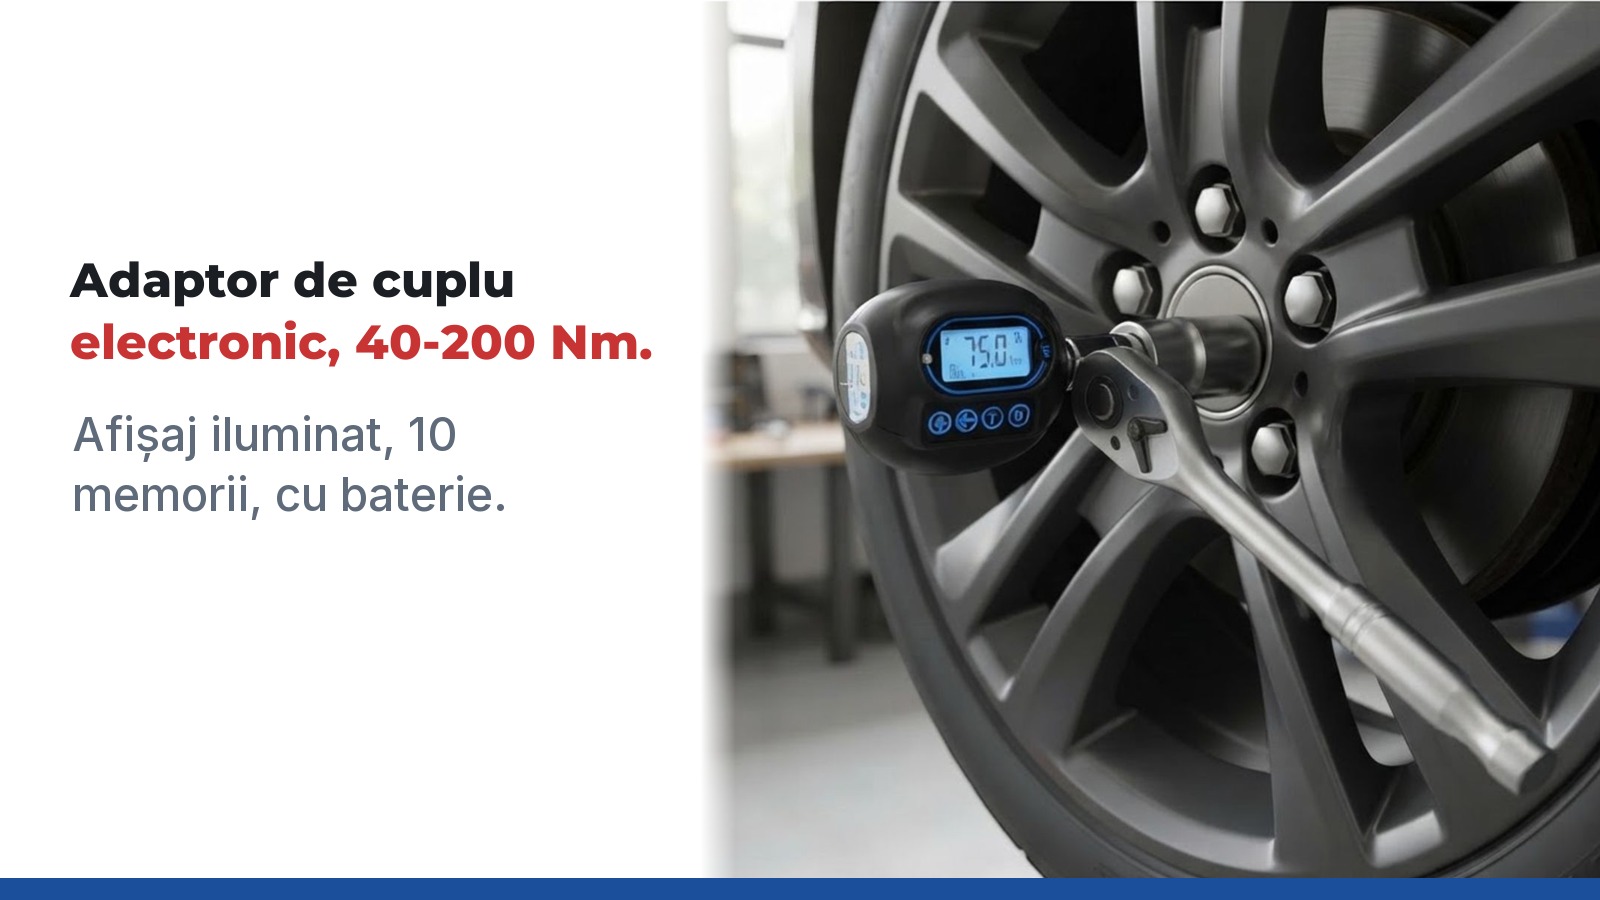 Adaptor de cuplu
electronic, 40-200 Nm.
Afișaj iluminat, 10
memorii, cu baterie.
75.0